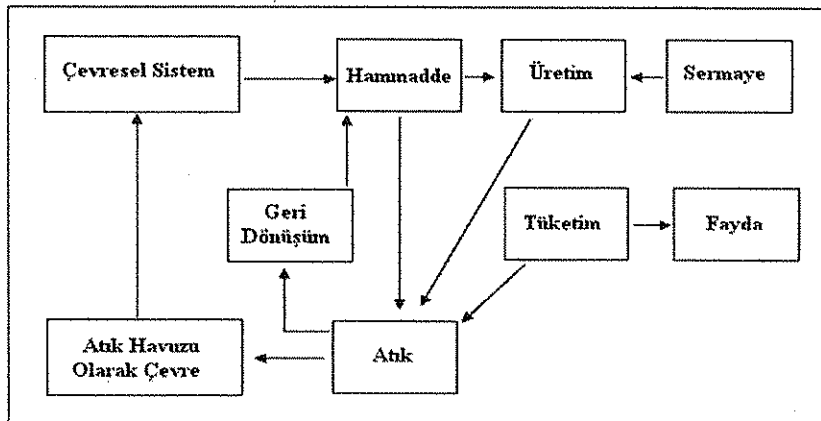 Çevresel Sistem
Hammadde
Üretim
Sermaye
Geri
Dönüşüm
Tüketim
Fayda
Atık Havuzu
Olarak Çevre
Atık